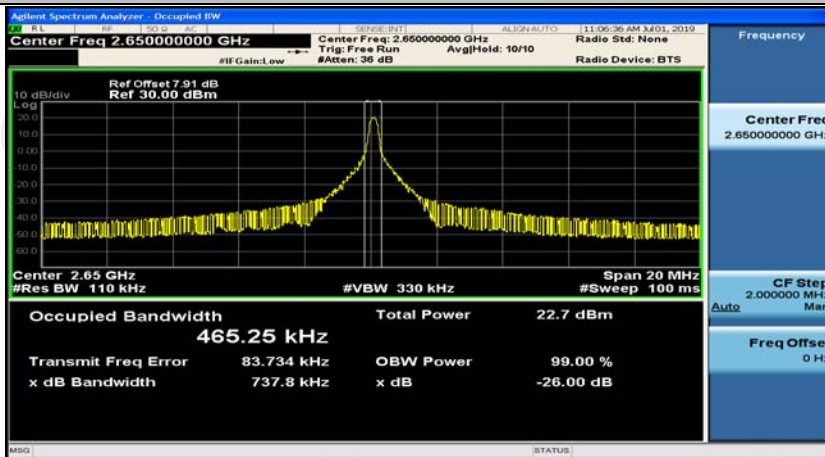 Agilent Spectrum Analyzer - Occupied BW
RL RF 50 Ω AC SENSE:INT ALIGN AUTO 11:06:36 AM Jul 01, 2019
Center Freq 2.650000000 GHz Center Freq: 2.650000000 GHz Radio Std: None
Trig: Free Run Avg|Hold: 10/10
#IFGain:Low #Atten: 36 dB Radio Device: BTS
Ref Offset 7.91 dB
10 dB/div Ref 30.00 dBm
Log
20.0
10.0
0.00
-10.0
-20.0
-30.0
-40.0
-50.0
-60.0
Center 2.65 GHz Span 20 MHz
#Res BW 110 kHz #VBW 330 kHz #Sweep 100 ms
Occupied Bandwidth Total Power 22.7 dBm
465.25 kHz
Transmit Freq Error 83.734 kHz OBW Power 99.00 %
x dB Bandwidth 737.8 kHz x dB -26.00 dB
MSG STATUS
Frequency
Center Freq
2.650000000 GHz
CF Step
2.000000 MHz
Auto Man
Freq Offset
0 Hz